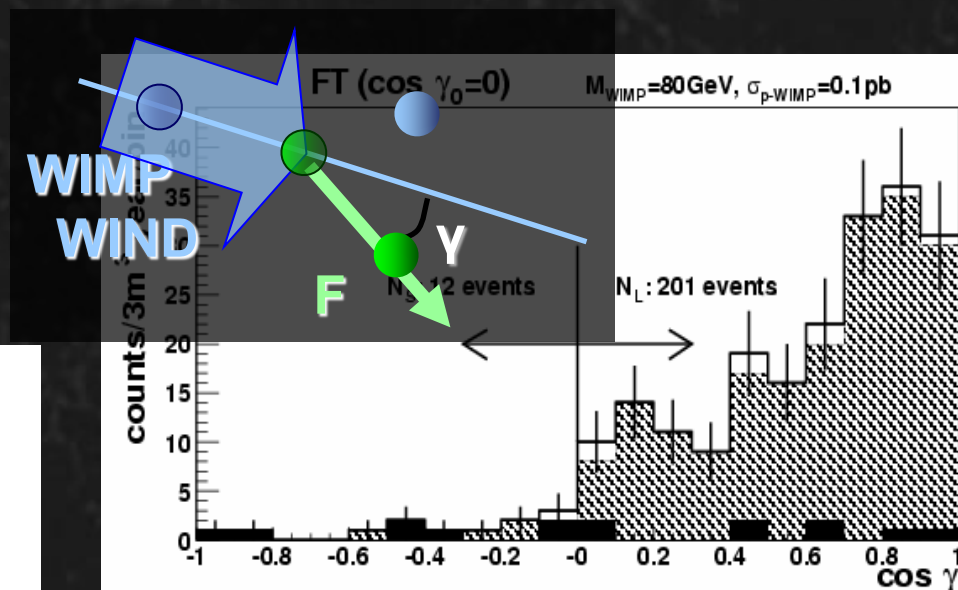 FT (cos γ₀=0)
M_WIMP=80GeV, σ_p-WIMP=0.1pb
WIMP
WIND
γ
F
12 events
N_L: 201 events
counts/3m
40
35
25
20
15
10
5
0
-1 -0.8 -0.6 -0.4 -0.2 -0 0.2 0.4 0.6 0.8 1
cos γ